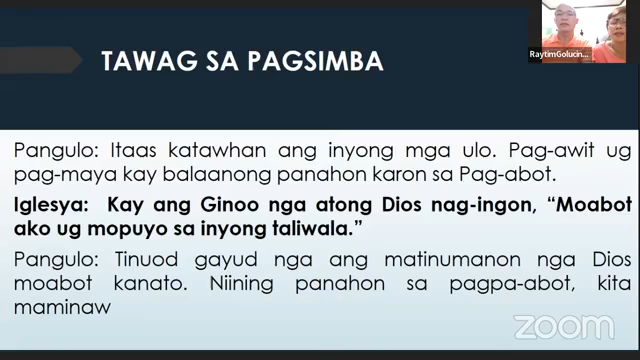 RaytimGolucin...
TAWAG SA PAGSIMBA
Pangulo: Itaas katawhan ang inyong mga ulo. Pag-awit ug
pag-maya kay balaanong panahon karon sa Pag-abot.
Iglesya: Kay ang Ginoo nga atong Dios nag-ingon, “Moabot
ako ug mopuyo sa inyong taliwala.”
Pangulo: Tinuod gayud nga ang matinumanon nga Dios
moabot kanato. Niining panahon sa pagpa-abot, kita
maminaw
zoom